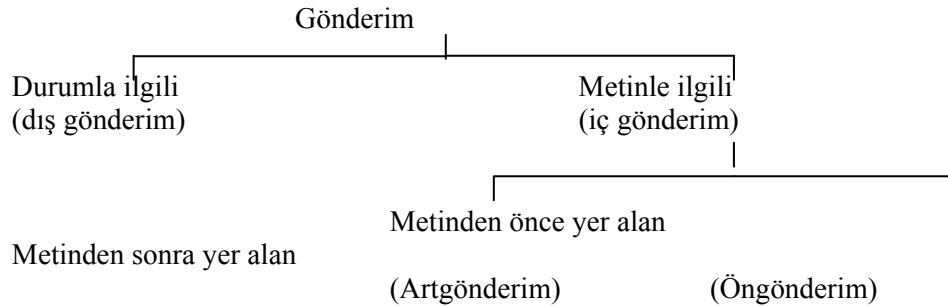 Gönderim
Durumla ilgili Metinle ilgili
(dış gönderim) (iç gönderim)
Metinden önce yer alan
Metinden sonra yer alan
(Artgönderim) (Öngönderim)